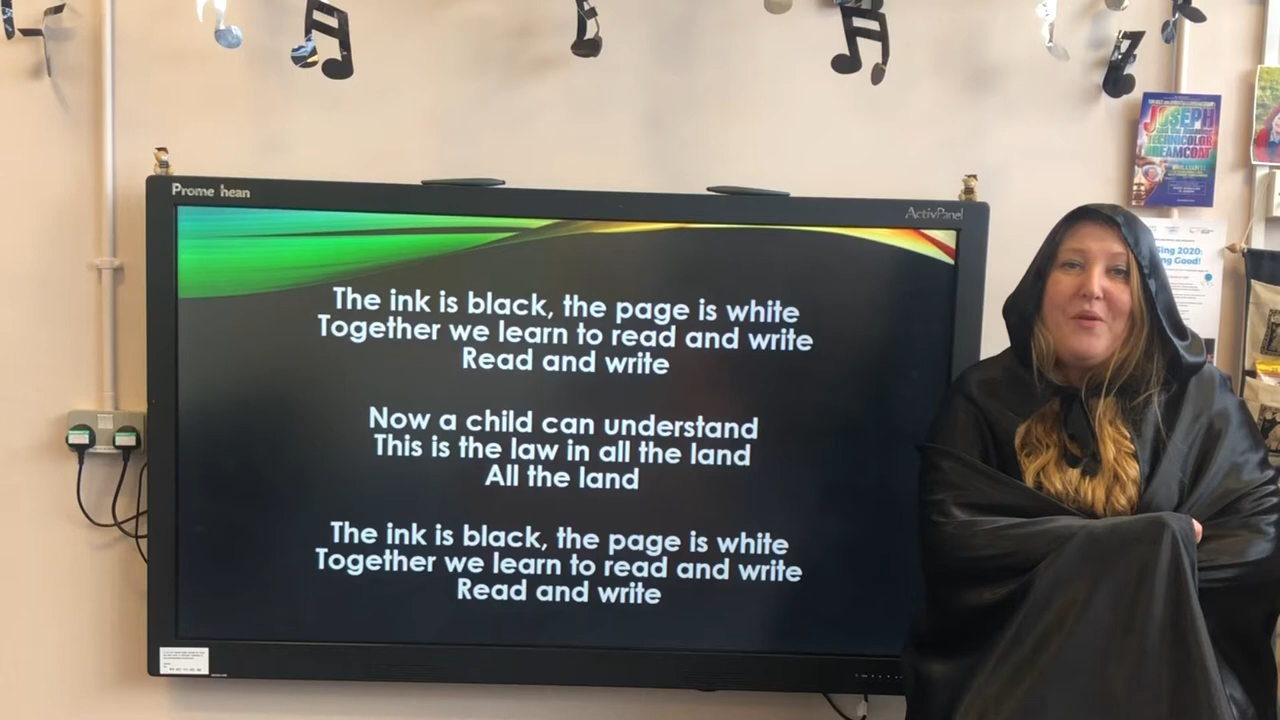 JOSEPH
TECHNICOLOR
DREAMCOAT
Prome hean
ActivPanel
Sing 2020:
ng Good!
The ink is black, the page is white
Together we learn to read and write
Read and write
Now a child can understand
This is the law in all the land
All the land
The ink is black, the page is white
Together we learn to read and write
Read and write